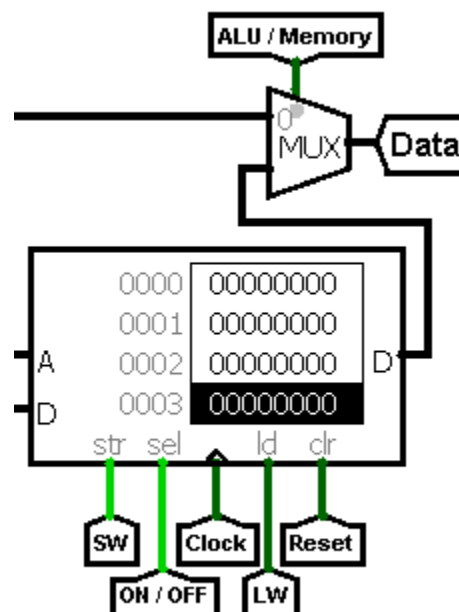 ALU / Memory
0
MUX
Data
0000 00000000
0001 00000000
A 0002 00000000 D
D 0003 00000000
str sel ld clr
SW Clock Reset
ON / OFF LW